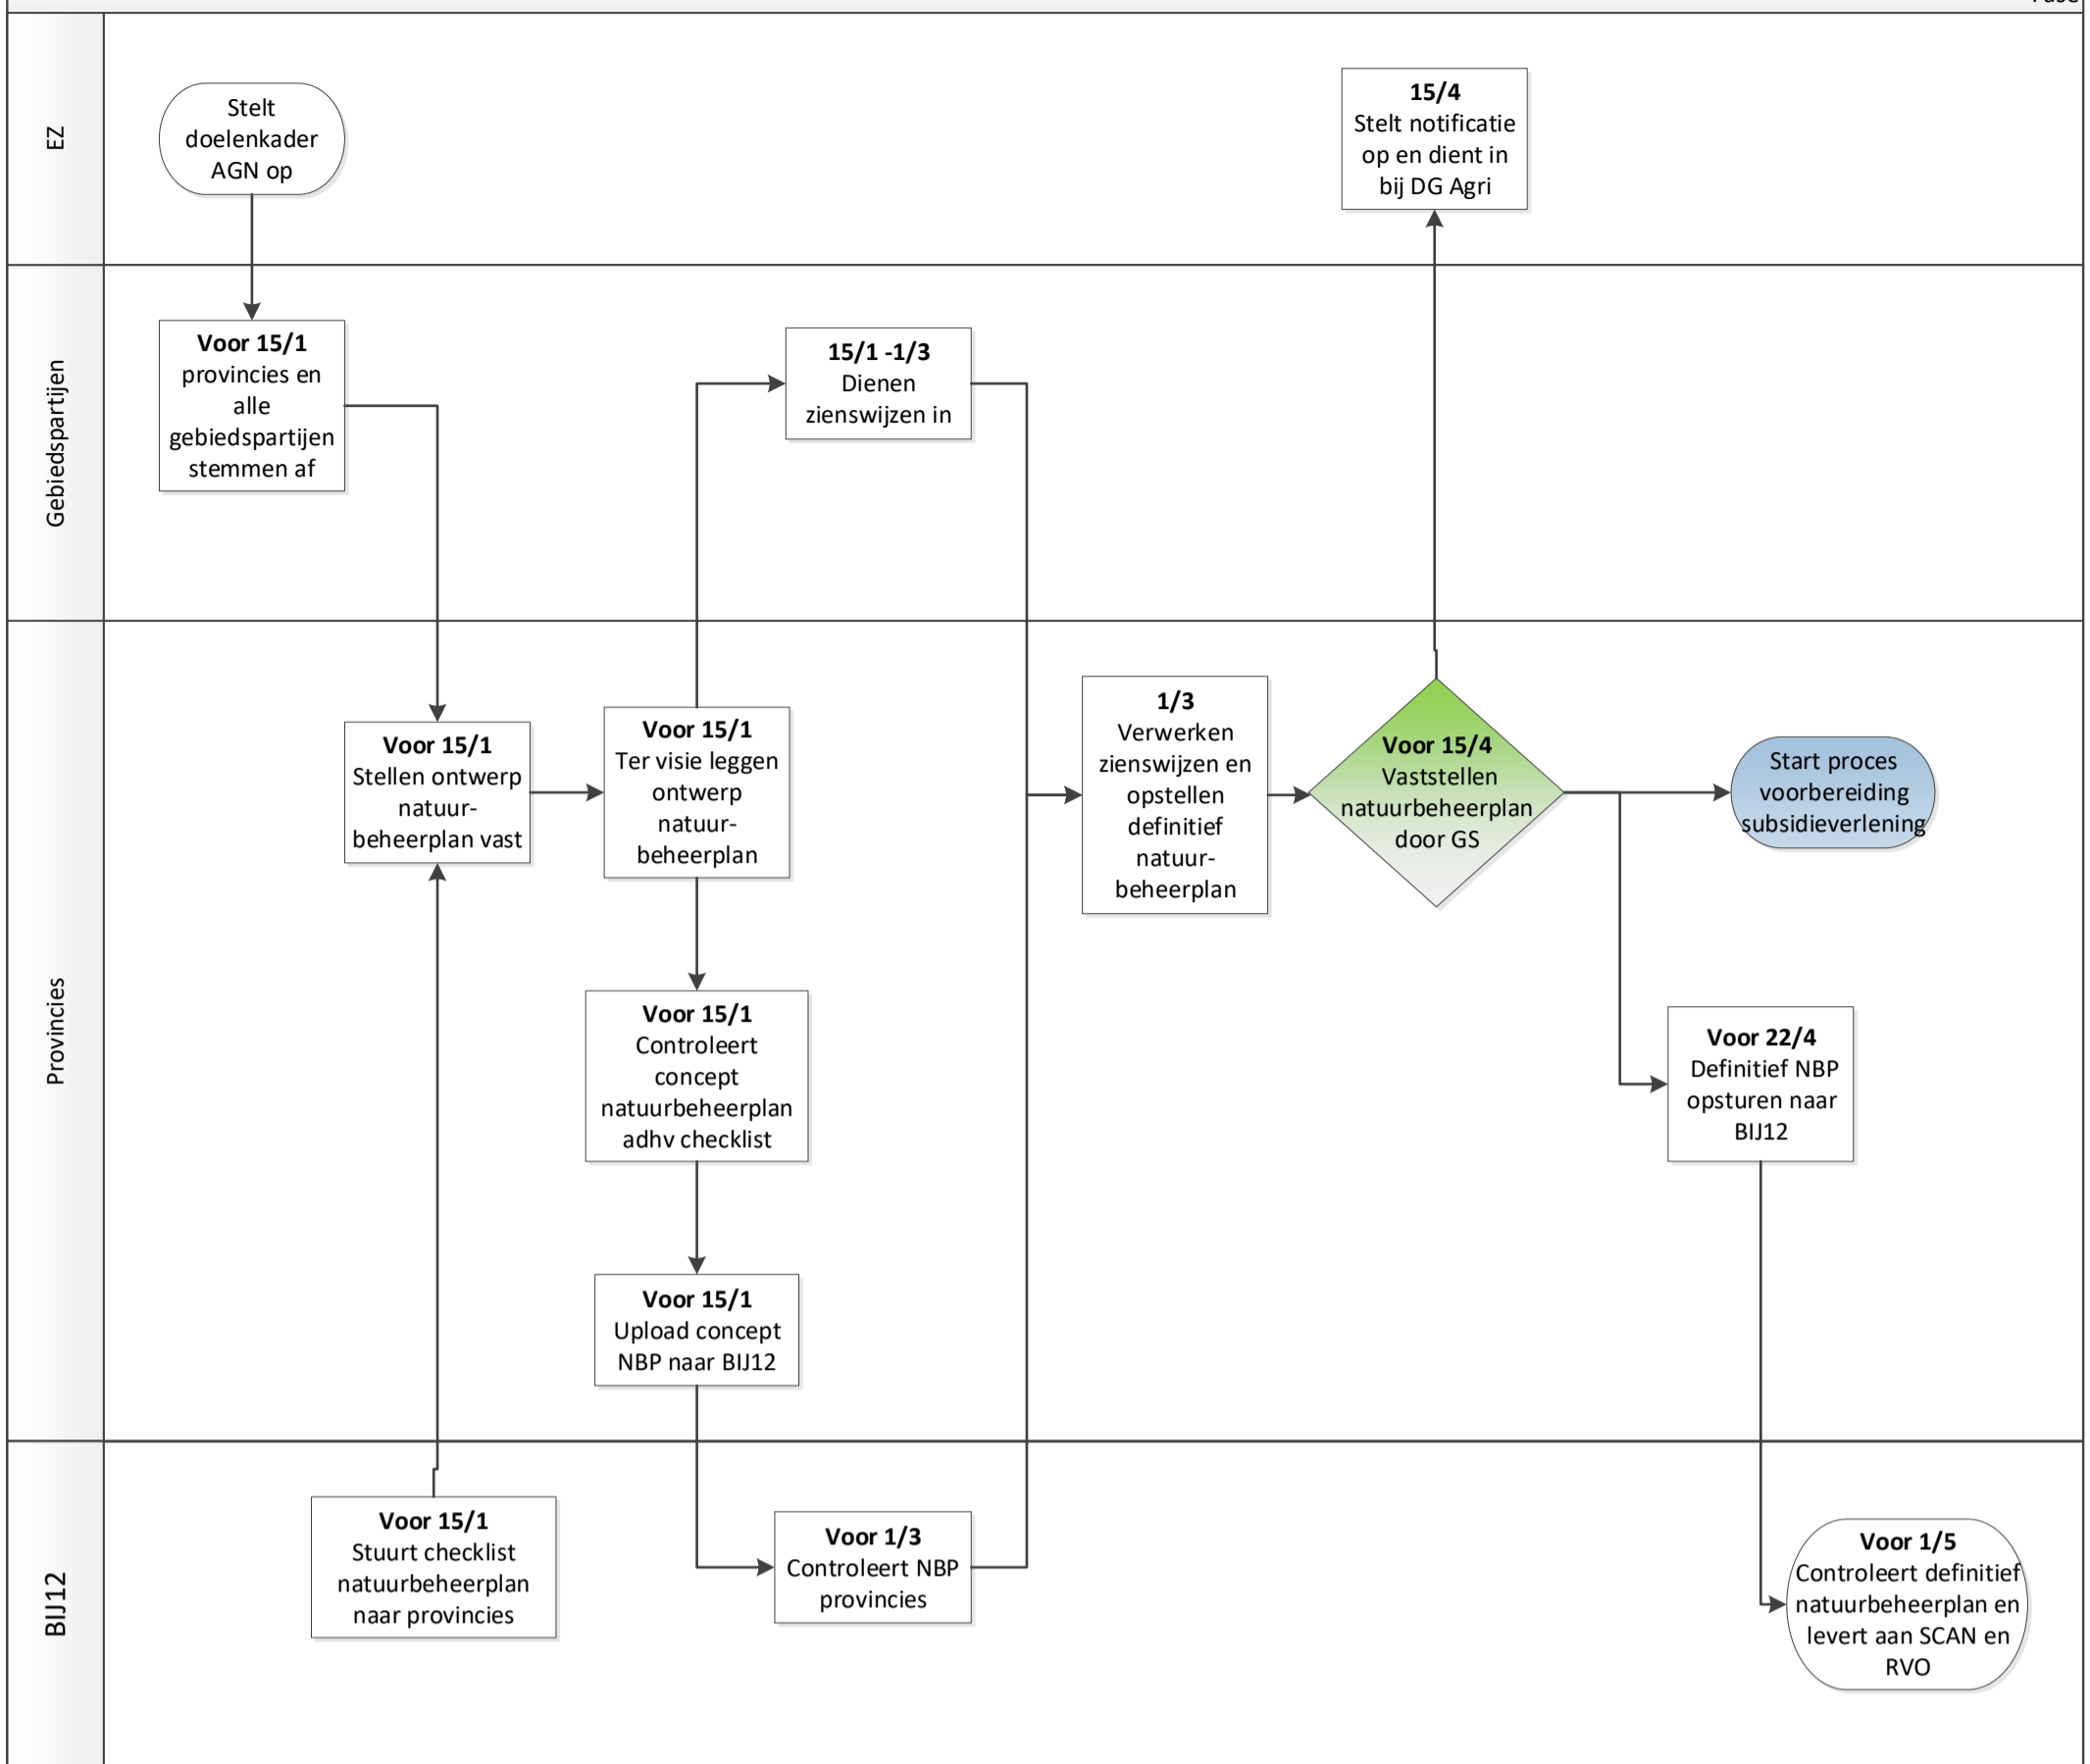 EZ
Stelt
doelenkader
AGN op
15/4
Stelt notificatie
op en dient in
bij DG Agri
Gebiedspartijen
Voor 15/1
provincies en
alle
gebiedspartijen
stemmen af
15/1 -1/3
Dienen
zienswijzen in
Provincies
Voor 15/1
Stellen ontwerp
natuur-
beheerplan vast
Voor 15/1
Ter visie leggen
ontwerp
natuur-
beheerplan
1/3
Verwerken
zienswijzen en
opstellen
definitief
natuur-
beheerplan
Voor 15/4
Vaststellen
natuurbeheerplan
door GS
Start proces
voorbereiding
subsidieverlening
Voor 15/1
Controleert
concept
natuurbeheerplan
adhv checklist
Voor 22/4
Definitief NBP
opsturen naar
BIJ12
Voor 15/1
Upload concept
NBP naar BIJ12
BIJ12
Voor 15/1
Stuurt checklist
natuurbeheerplan
naar provincies
Voor 1/3
Controleert NBP
provincies
Voor 1/5
Controleert definitief
natuurbeheerplan en
levert aan SCAN en
RVO